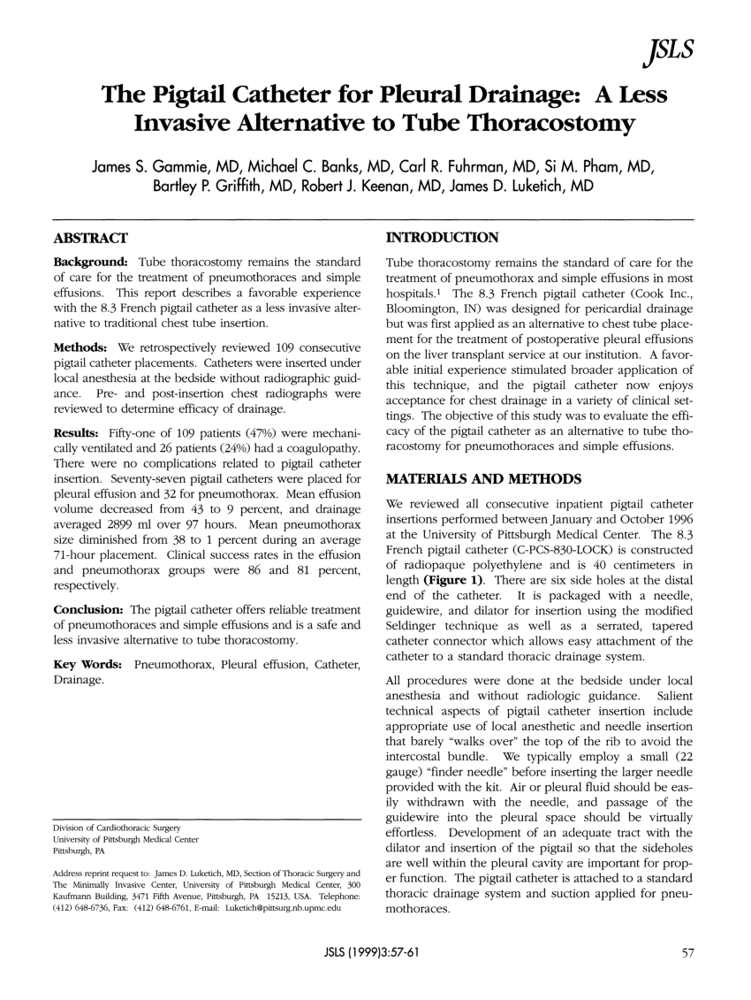 JSLS
The Pigtail Catheter for Pleural Drainage: A Less
Invasive Alternative to Tube Thoracostomy
James S. Gammie, MD, Michael C. Banks, MD, Carl R. Fuhrman, MD, Si M. Pham, MD,
Bartley P. Griffith, MD, Robert J. Keenan, MD, James D. Luketich, MD
ABSTRACT
Background: Tube thoracostomy remains the standard
of care for the treatment of pneumothoraces and simple
effusions. This report describes a favorable experience
with the 8.3 French pigtail catheter as a less invasive alter-
native to traditional chest tube insertion.
Methods: We retrospectively reviewed 109 consecutive
pigtail catheter placements. Catheters were inserted under
local anesthesia at the bedside without radiographic guid-
ance. Pre- and post-insertion chest radiographs were
reviewed to determine efficacy of drainage.
Results: Fifty-one of 109 patients (47%) were mechani-
cally ventilated and 26 patients (24%) had a coagulopathy.
There were no complications related to pigtail catheter
insertion. Seventy-seven pigtail catheters were placed for
pleural effusion and 32 for pneumothorax. Mean effusion
volume decreased from 43 to 9 percent, and drainage
averaged 2899 ml over 97 hours. Mean pneumothorax
size diminished from 38 to 1 percent during an average
71-hour placement. Clinical success rates in the effusion
and pneumothorax groups were 86 and 81 percent,
respectively.
Conclusion: The pigtail catheter offers reliable treatment
of pneumothoraces and simple effusions and is a safe and
less invasive alternative to tube thoracostomy.
Key Words: Pneumothorax, Pleural effusion, Catheter,
Drainage.
Division of Cardiothoracic Surgery
University of Pittsburgh Medical Center
Pittsburgh, PA
Address reprint request to: James D. Luketich, MD, Section of Thoracic Surgery and
The Minimally Invasive Center, University of Pittsburgh Medical Center, 300
Kaufmann Building, 3471 Fifth Avenue, Pittsburgh, PA 15213, USA. Telephone:
(412) 648-6736, Fax: (412) 648-6761, E-mail: Luketich@pittsurg.nb.upmc.edu
INTRODUCTION
Tube thoracostomy remains the standard of care for the
treatment of pneumothorax and simple effusions in most
hospitals.1 The 8.3 French pigtail catheter (Cook Inc.,
Bloomington, IN) was designed for pericardial drainage
but was first applied as an alternative to chest tube place-
ment for the treatment of postoperative pleural effusions
on the liver transplant service at our institution. A favor-
able initial experience stimulated broader application of
this technique, and the pigtail catheter now enjoys
acceptance for chest drainage in a variety of clinical set-
tings. The objective of this study was to evaluate the effi-
cacy of the pigtail catheter as an alternative to tube tho-
racostomy for pneumothoraces and simple effusions.
MATERIALS AND METHODS
We reviewed all consecutive inpatient pigtail catheter
insertions performed between January and October 1996
at the University of Pittsburgh Medical Center. The 8.3
French pigtail catheter (C-PCS-830-LOCK) is constructed
of radiopaque polyethylene and is 40 centimeters in
length (Figure 1). There are six side holes at the distal
end of the catheter. It is packaged with a needle,
guidewire, and dilator for insertion using the modified
Seldinger technique as well as a serrated, tapered
catheter connector which allows easy attachment of the
catheter to a standard thoracic drainage system.
All procedures were done at the bedside under local
anesthesia and without radiologic guidance. Salient
technical aspects of pigtail catheter insertion include
appropriate use of local anesthetic and needle insertion
that barely “walks over” the top of the rib to avoid the
intercostal bundle. We typically employ a small (22
gauge) “finder needle” before inserting the larger needle
provided with the kit. Air or pleural fluid should be eas-
ily withdrawn with the needle, and passage of the
guidewire into the pleural space should be virtually
effortless. Development of an adequate tract with the
dilator and insertion of the pigtail so that the sideholes
are well within the pleural cavity are important for prop-
er function. The pigtail catheter is attached to a standard
thoracic drainage system and suction applied for pneu-
mothoraces.
JSLS (1999)3:57-61
57